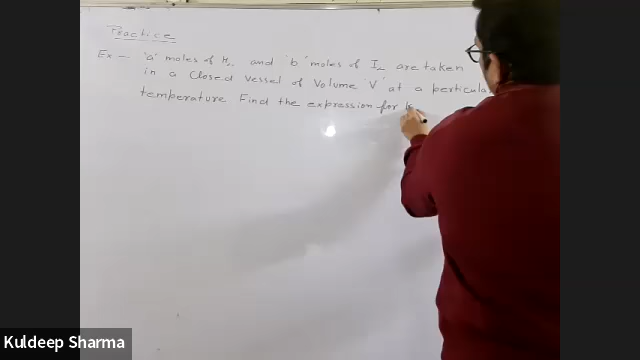 Practice
Ex - 'a' moles of H₂ and 'b' moles of I₂ are taken
in a closed vessel of Volume 'V' at a perticula
temperature Find the expression for K
Kuldeep Sharma